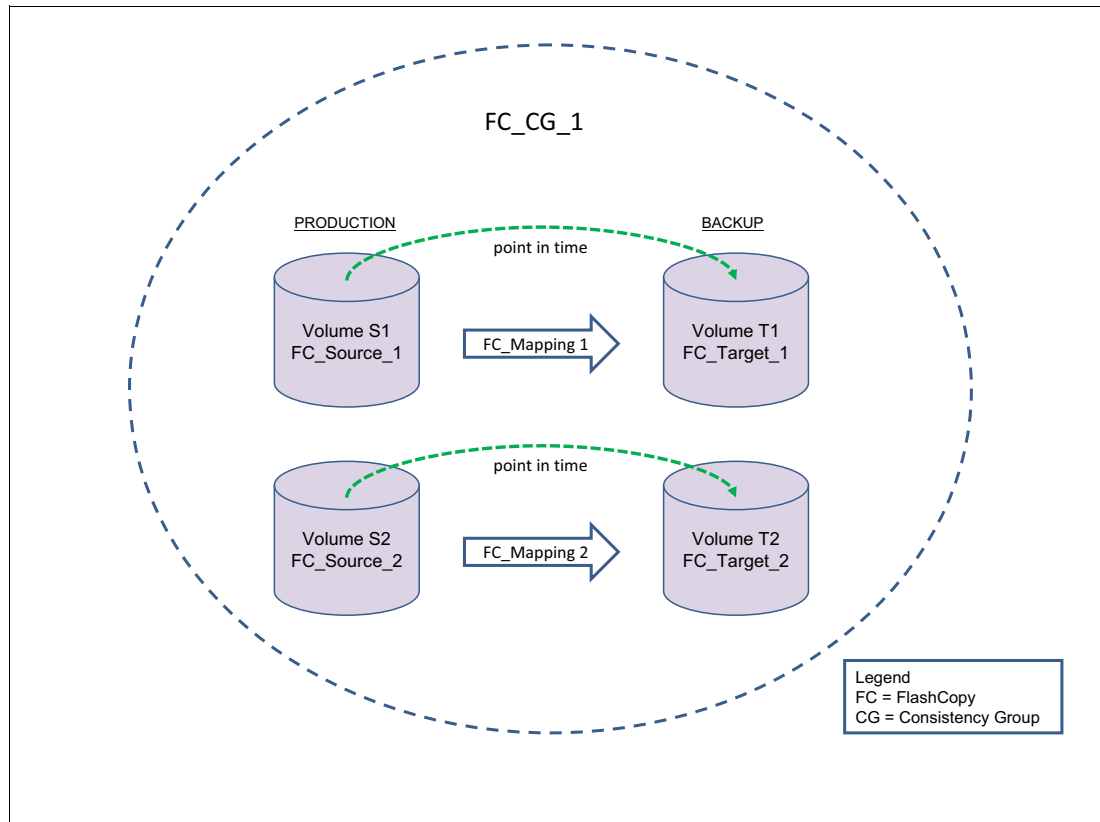 FC_CG_1
PRODUCTION
BACKUP
point in time
Volume S1
FC_Source_1
FC_Mapping 1
Volume T1
FC_Target_1
point in time
Volume S2
FC_Source_2
FC_Mapping 2
Volume T2
FC_Target_2
Legend
FC = FlashCopy
CG = Consistency Group